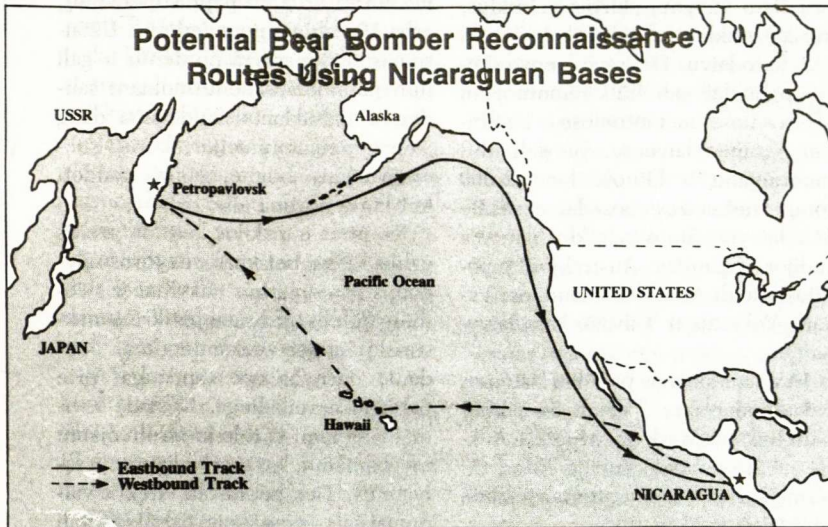 Potential Bear Bomber Reconnaissance
Routes Using Nicaraguan Bases
USSR
Alaska
Petropavlovsk
Pacific Ocean
UNITED STATES
JAPAN
Hawaii
Eastbound Track
Westbound Track
NICARAGUA